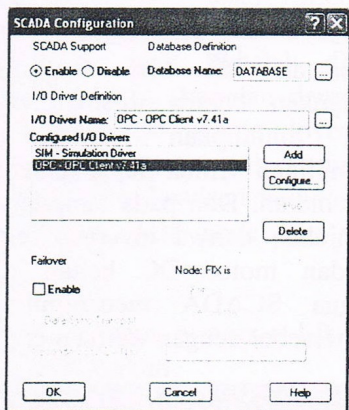 SCADA Configuration
SCADA Support Database Definition
Enable Disable Database Name: DATABASE ...
I/O Driver Definition
I/O Driver Name: OPC - OPC Client v7.41a ...
Configured I/O Drivers
SIM - Simulation Driver Add
OPC - OPC Client v7.41a
Configure...
Delete
Failover Node: FIX is
Enable
OK Cancel Help